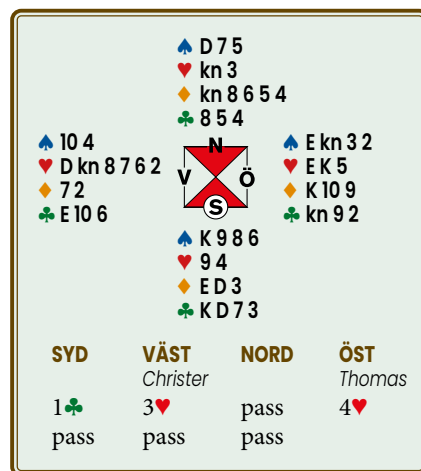 ♠ D 7 5
♥ kn 3
♦ kn 8 6 5 4
♣ 8 5 4
♠ 10 4
♥ D kn 8 7 6 2
♦ 7 2
♣ E 10 6
N
V Ö
S
♠ E kn 3 2
♥ E K 5
♦ K 10 9
♣ kn 9 2
♠ K 9 8 6
♥ 9 4
♦ E D 3
♣ K D 7 3
SYD VÄST NORD ÖST
Christer Thomas
1♣ 3♥ pass 4♥
pass pass pass